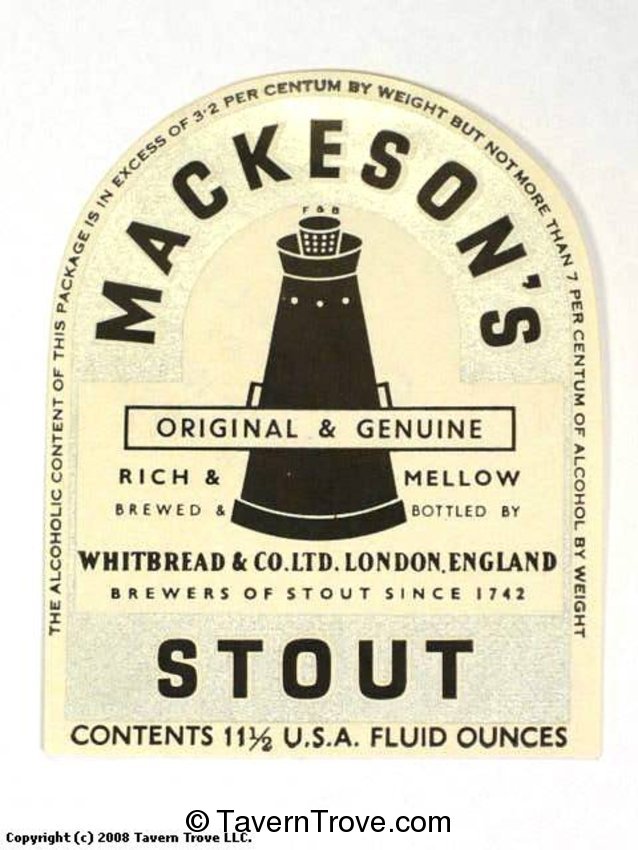 THE ALCOHOLIC CONTENT OF THIS PACKAGE IS IN EXCESS OF 3·2 PER CENTUM BY WEIGHT BUT NOT MORE THAN 7 PER CENTUM OF ALCOHOL BY WEIGHT
MACKESON'S
F & B
ORIGINAL & GENUINE
RICH & MELLOW
BREWED & BOTTLED BY
WHITBREAD & CO. LTD. LONDON, ENGLAND
BREWERS OF STOUT SINCE 1742
STOUT
CONTENTS 11½ U.S.A. FLUID OUNCES
© TavernTrove.com
Copyright (c) 2008 Tavern Trove LLC.